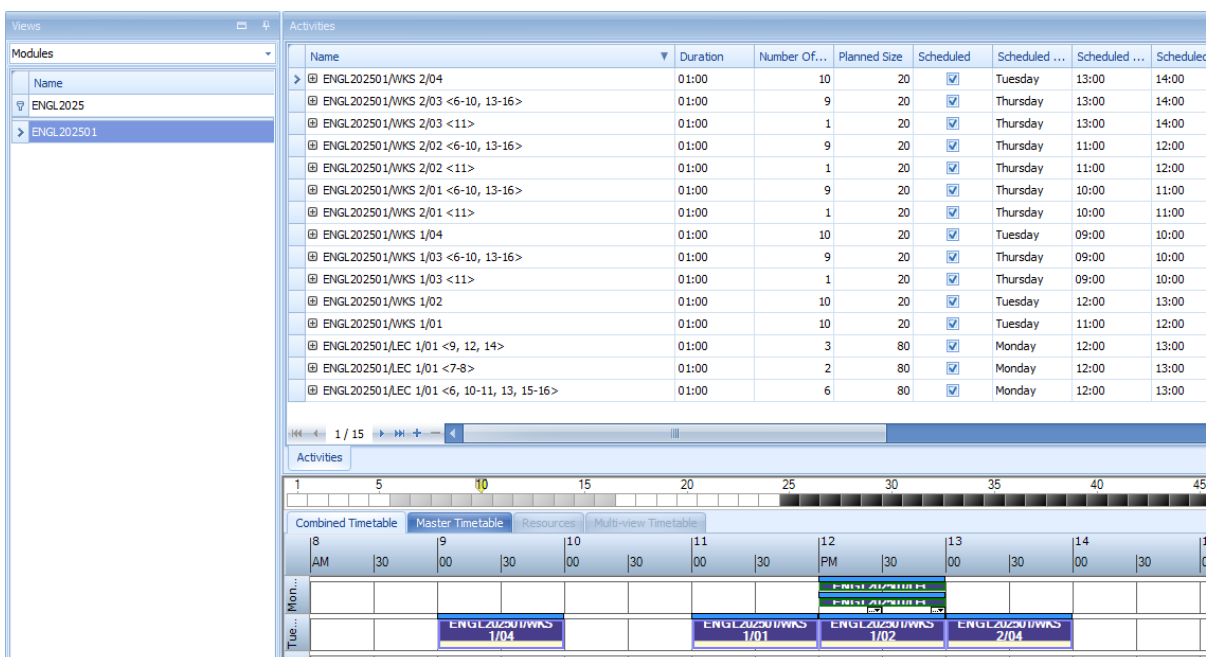 Views
Activities
Modules
Name
ENGL2025
ENGL202501
Name Duration Number Of... Planned Size Scheduled Scheduled ... Scheduled ... Scheduled
ENGL202501/WKS 2/04 01:00 10 20 Tuesday 13:00 14:00
ENGL202501/WKS 2/03 <6-10, 13-16> 01:00 9 20 Thursday 13:00 14:00
ENGL202501/WKS 2/03 <11> 01:00 1 20 Thursday 13:00 14:00
ENGL202501/WKS 2/02 <6-10, 13-16> 01:00 9 20 Thursday 11:00 12:00
ENGL202501/WKS 2/02 <11> 01:00 1 20 Thursday 11:00 12:00
ENGL202501/WKS 2/01 <6-10, 13-16> 01:00 9 20 Thursday 10:00 11:00
ENGL202501/WKS 2/01 <11> 01:00 1 20 Thursday 10:00 11:00
ENGL202501/WKS 1/04 01:00 10 20 Tuesday 09:00 10:00
ENGL202501/WKS 1/03 <6-10, 13-16> 01:00 9 20 Thursday 09:00 10:00
ENGL202501/WKS 1/03 <11> 01:00 1 20 Thursday 09:00 10:00
ENGL202501/WKS 1/02 01:00 10 20 Tuesday 12:00 13:00
ENGL202501/WKS 1/01 01:00 10 20 Tuesday 11:00 12:00
ENGL202501/LEC 1/01 <9, 12, 14> 01:00 3 80 Monday 12:00 13:00
ENGL202501/LEC 1/01 <7-8> 01:00 2 80 Monday 12:00 13:00
ENGL202501/LEC 1/01 <6, 10-11, 13, 15-16> 01:00 6 80 Monday 12:00 13:00
1 / 15
Activities
1 5 10 15 20 25 30 35 40 45
Combined Timetable Master Timetable Resources Multi-view Timetable
8 9 10 11 12 13 14
AM 30 00 30 00 30 00 30 PM 30 00 30 00 30
Mon...
Tue...
ENGL202501/WKS 1/04
ENGL202501/WKS 1/01
ENGL202501/WKS 1/02
ENGL202501/WKS 2/04